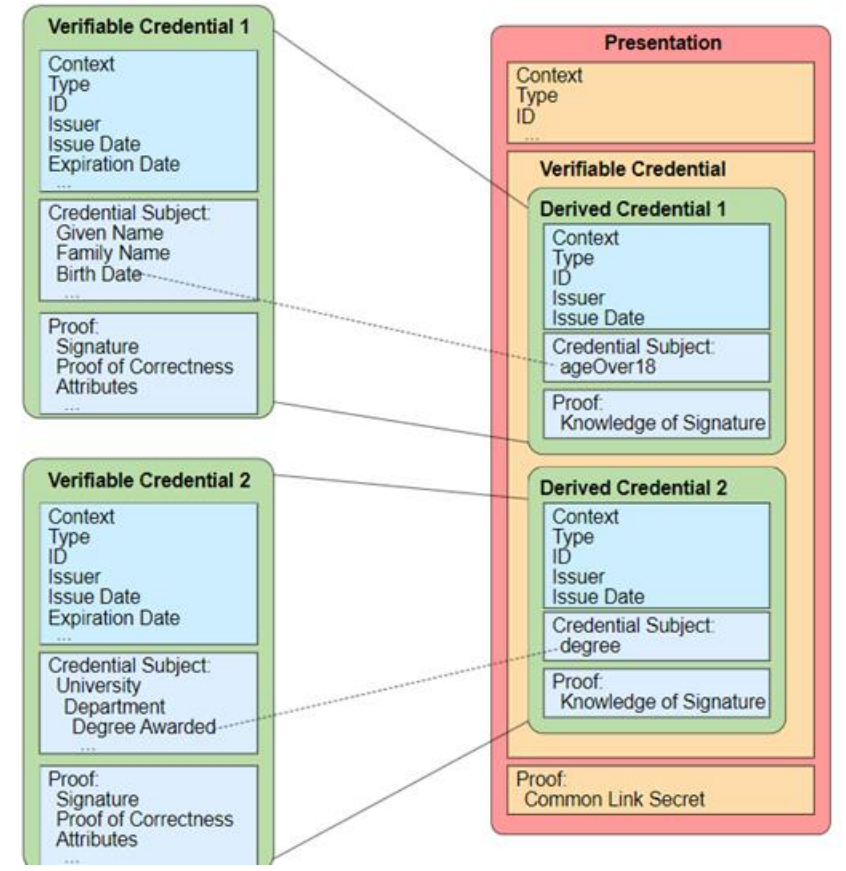 Verifiable Credential 1
Context
Type
ID
Issuer
Issue Date
Expiration Date
...
Credential Subject:
Given Name
Family Name
Birth Date
...
Proof:
Signature
Proof of Correctness
Attributes
...
Verifiable Credential 2
Context
Type
ID
Issuer
Issue Date
Expiration Date
...
Credential Subject:
University
Department
Degree Awarded
...
Proof:
Signature
Proof of Correctness
Attributes
...
Presentation
Context
Type
ID
...
Verifiable Credential
Derived Credential 1
Context
Type
ID
Issuer
Issue Date
Credential Subject:
ageOver18
Proof:
Knowledge of Signature
Derived Credential 2
Context
Type
ID
Issuer
Issue Date
Credential Subject:
degree
Proof:
Knowledge of Signature
Proof:
Common Link Secret